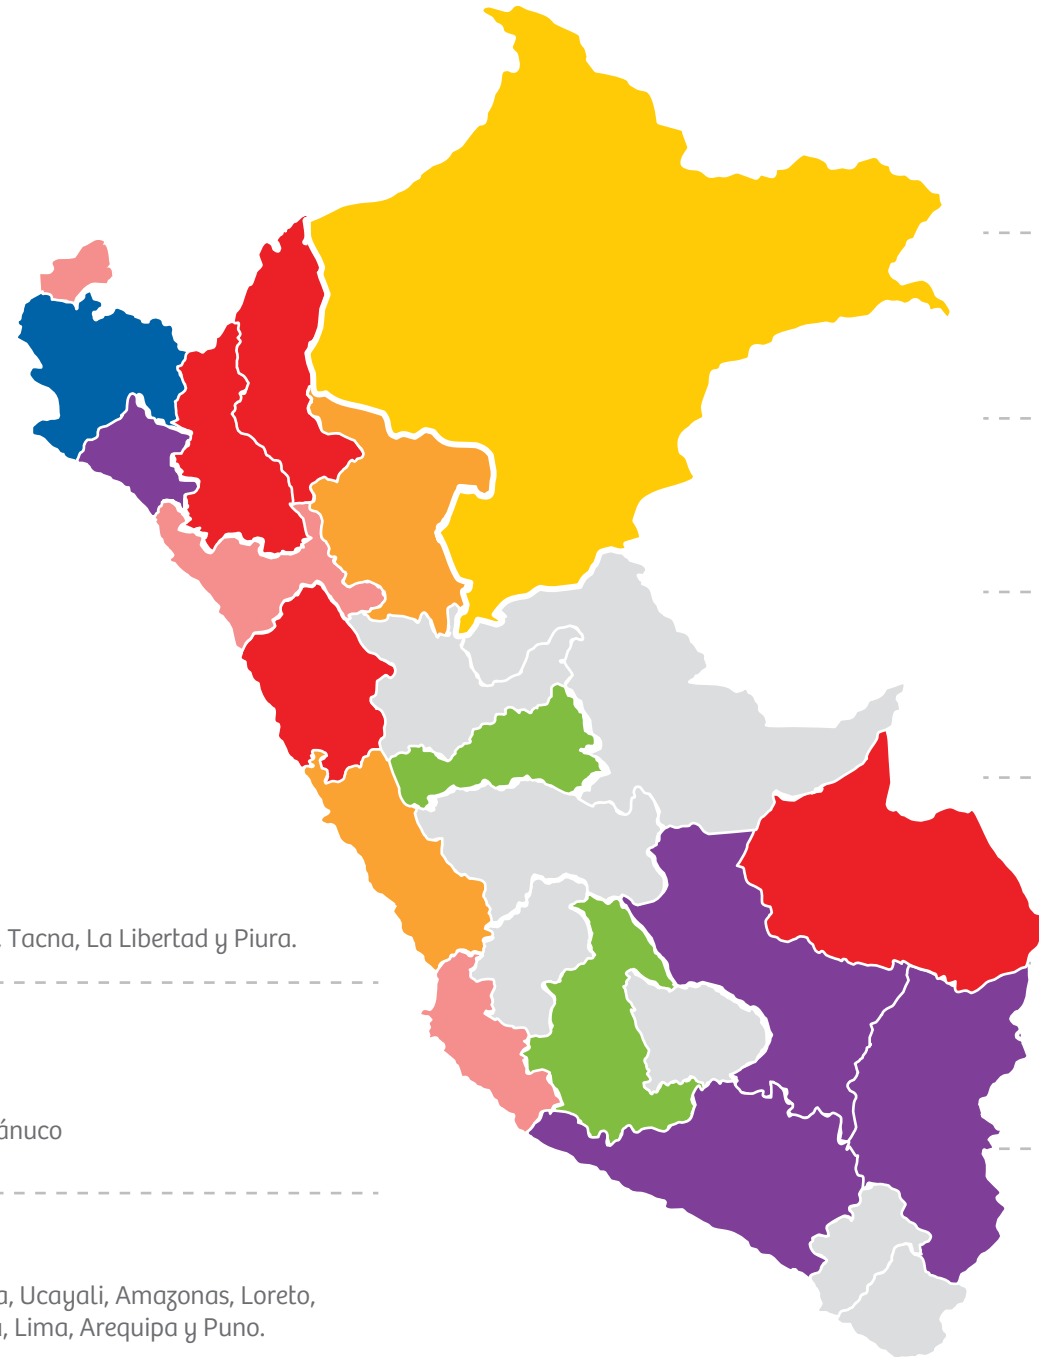 Tacna, La Libertad y Piura.
ánuco
a, Ucayali, Amazonas, Loreto,
, Lima, Arequipa y Puno.